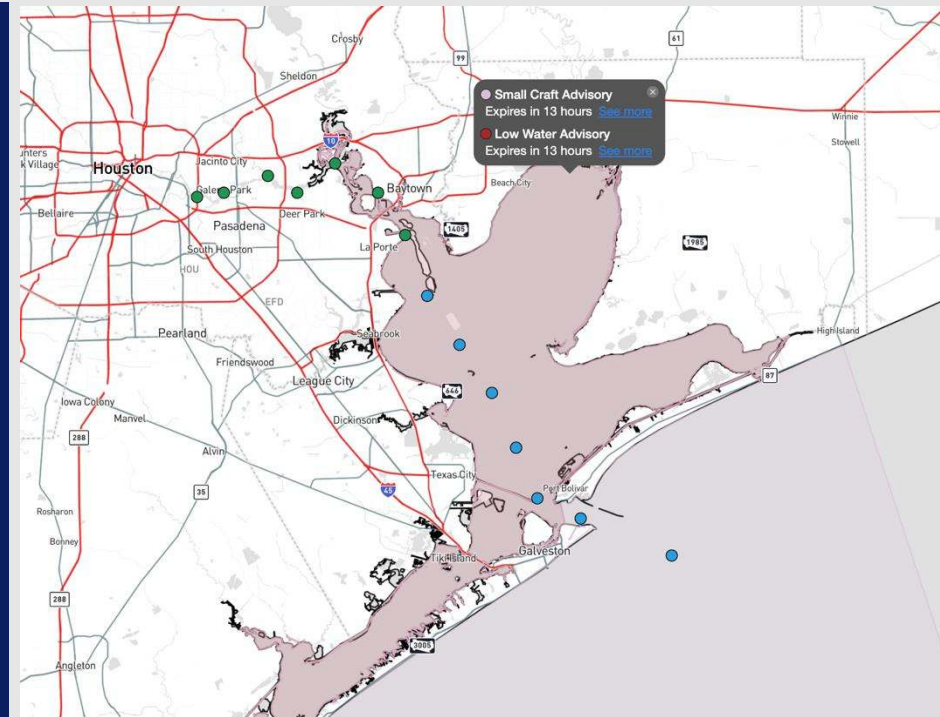 Crosby
61
99
Sheldon
Small Craft Advisory
Expires in 13 hours See more
Low Water Advisory
Expires in 13 hours See more
Winnie
Stowell
10
Jacinto City
Houston
Galena Park
Baytown
Beach City
Bellaire
Deer Park
Pasadena
1405
La Porte
1985
South Houston
HOU
EFD
Pearland
Seabrook
High Island
Friendswood
87
League City
646
Iowa Colony
Manvel
Dickinson
288
Alvin
Texas City
35
45
Port Bolivar
Rosharon
Bonney
Tiki Island
Galveston
288
3005
Angleton